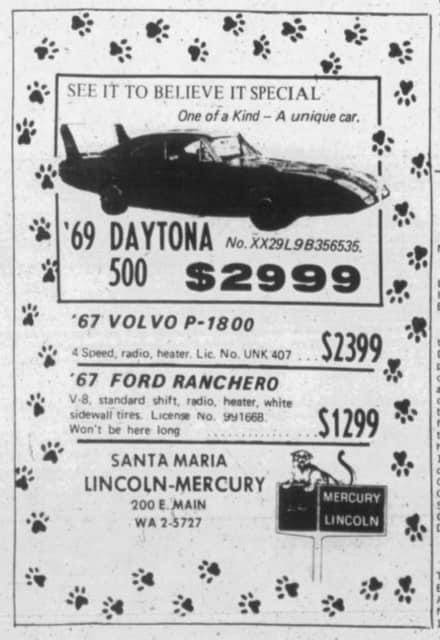 SEE IT TO BELIEVE IT SPECIAL
One of a Kind – A unique car.
'69 DAYTONA
500
No. XX29L9B356535.
$2999
'67 VOLVO P-1800
4 Speed, radio, heater. Lic. No. UNK 407 ... $2399
'67 FORD RANCHERO
V-8, standard shift, radio, heater, white
sidewall tires. License No. 99166B.
Won't be here long .............. $1299
SANTA MARIA
LINCOLN-MERCURY
200 E. MAIN
WA 2-5727
MERCURY
LINCOLN